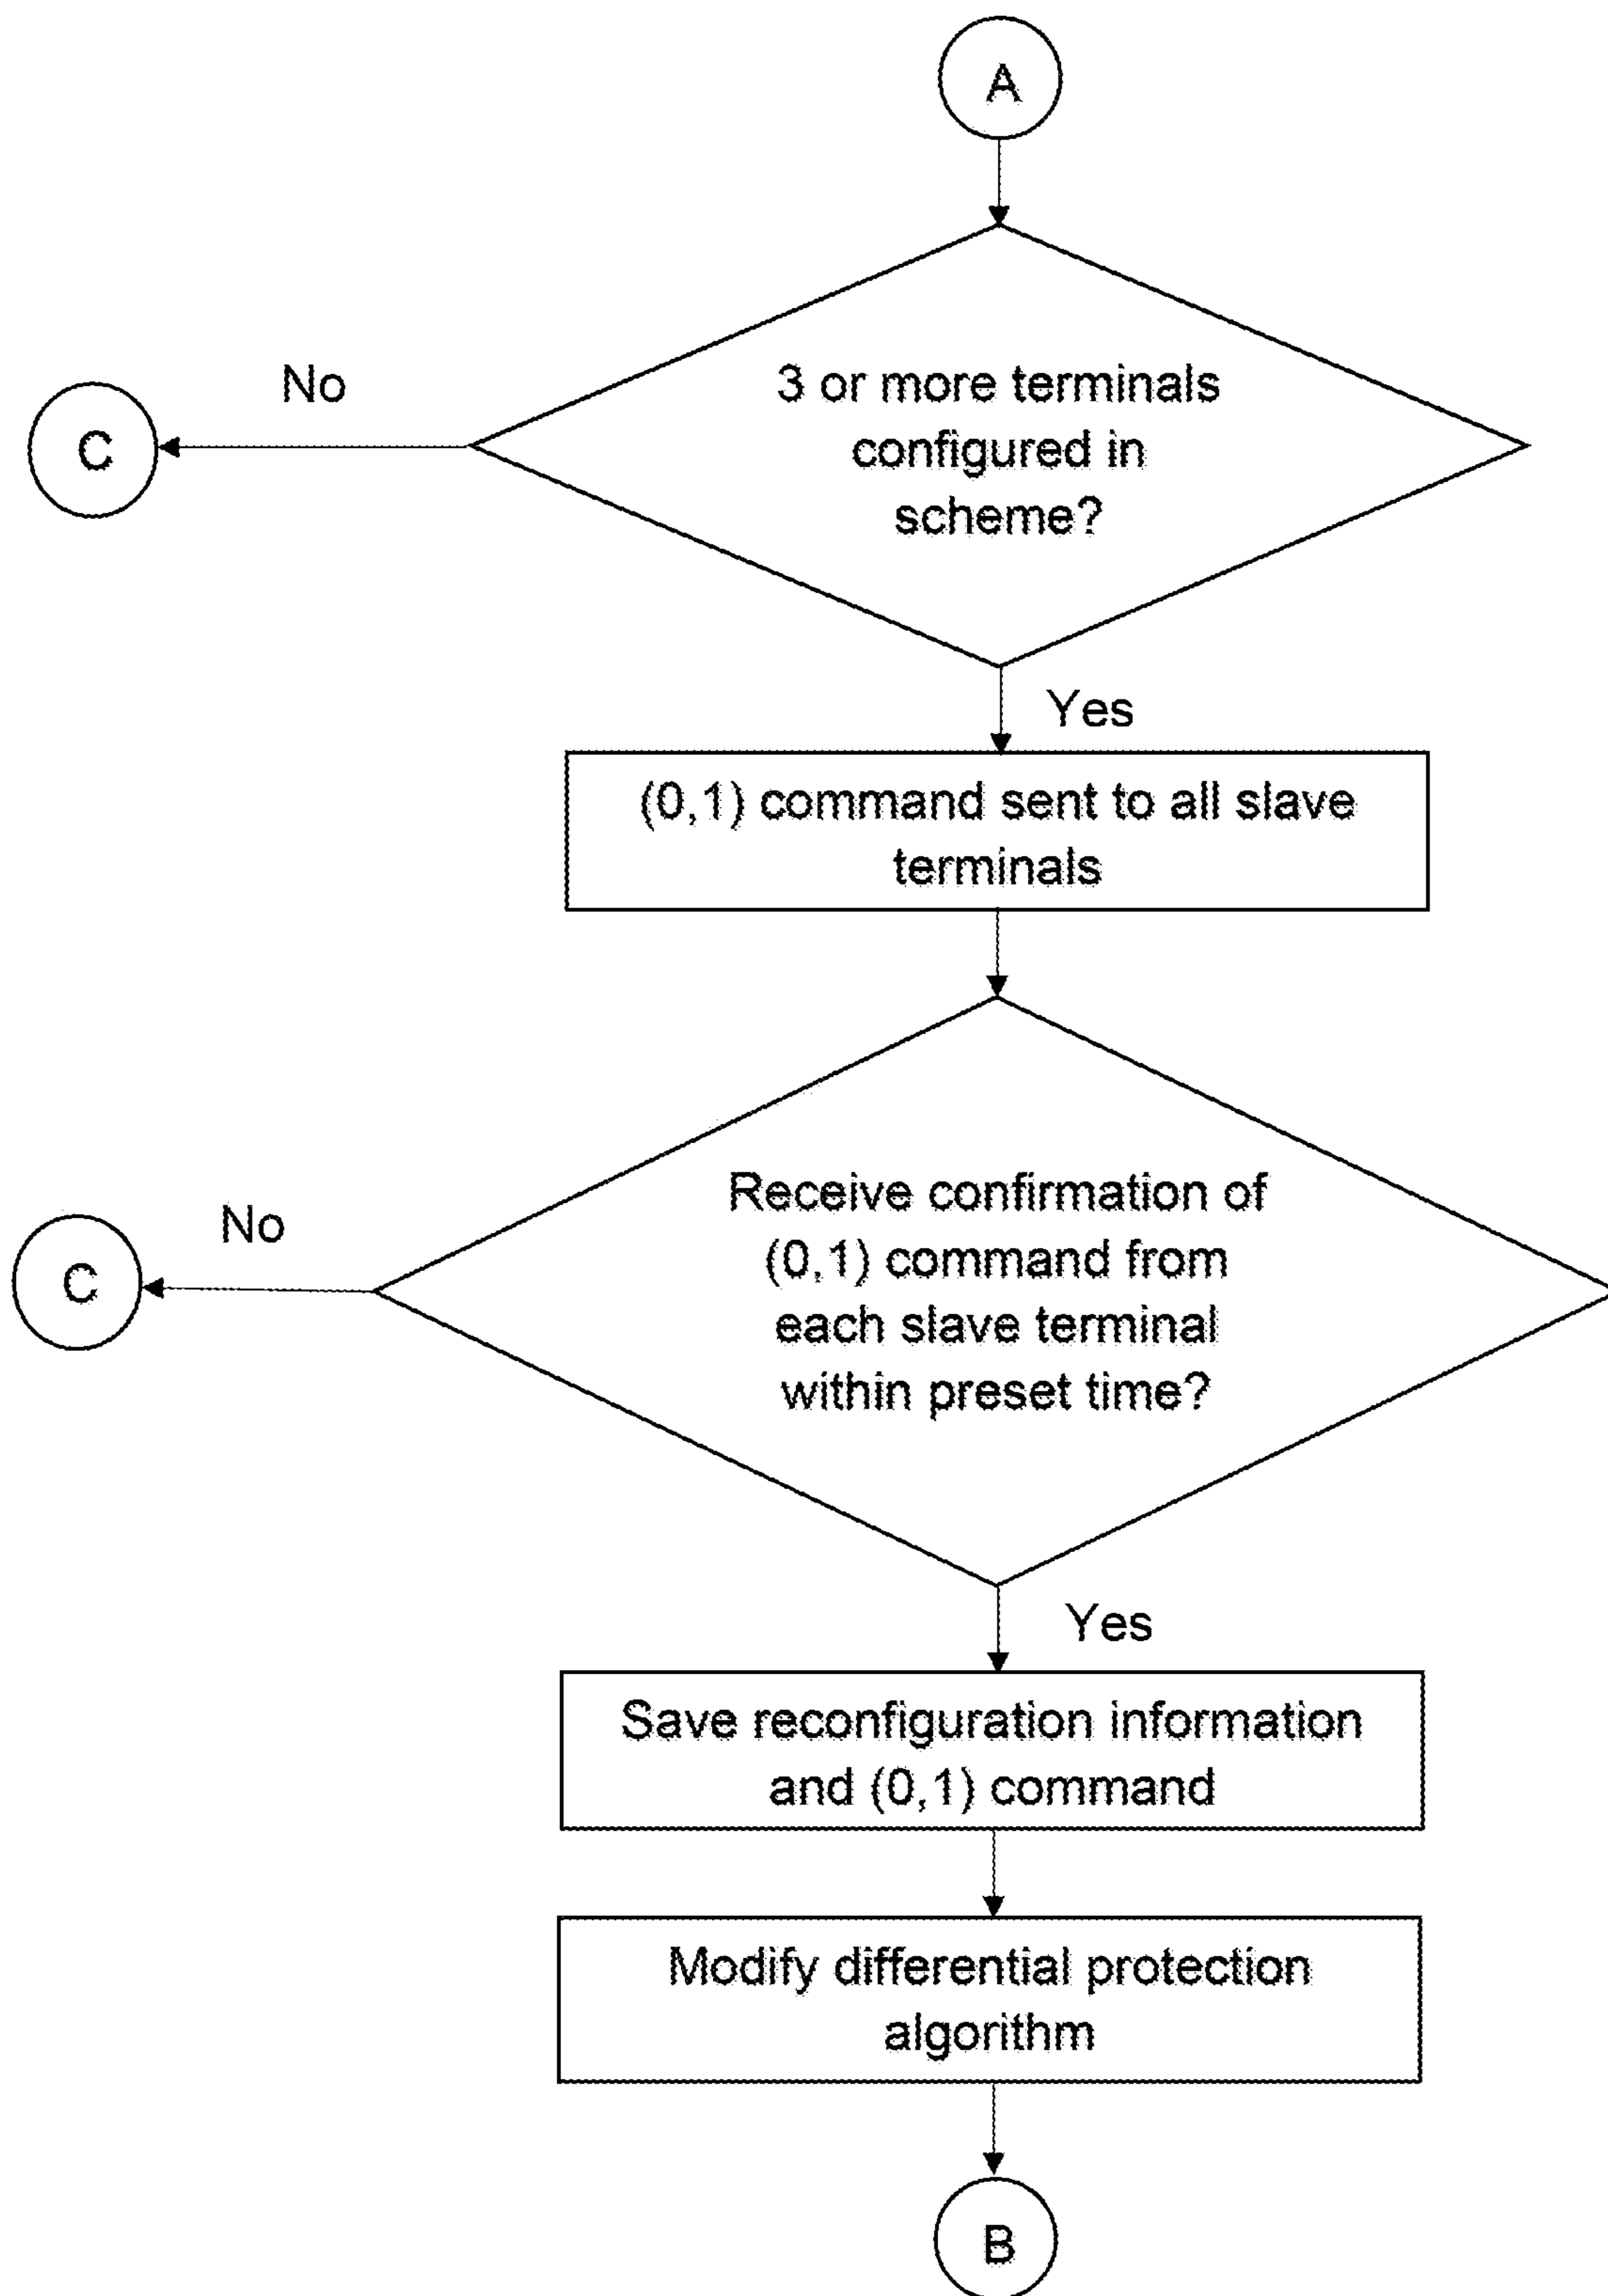 A
3 or more terminals
configured in
scheme?
No
C
Yes
(0,1) command sent to all slave
terminals
Receive confirmation of
(0,1) command from
each slave terminal
within preset time?
No
C
Yes
Save reconfiguration information
and (0,1) command
Modify differential protection
algorithm
B